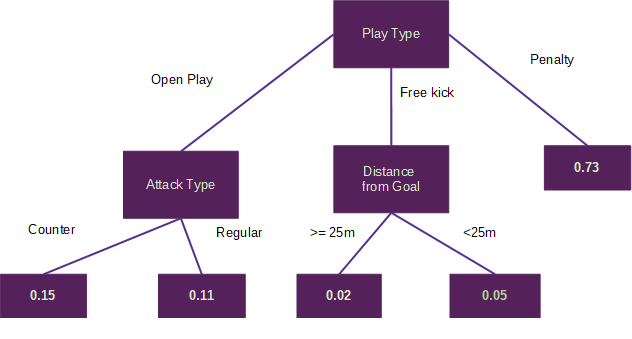 Play Type
Penalty
Open Play
Free kick
Attack Type
Distance
from Goal
0.73
Counter
Regular
>= 25m
<25m
0.15
0.11
0.02
0.05